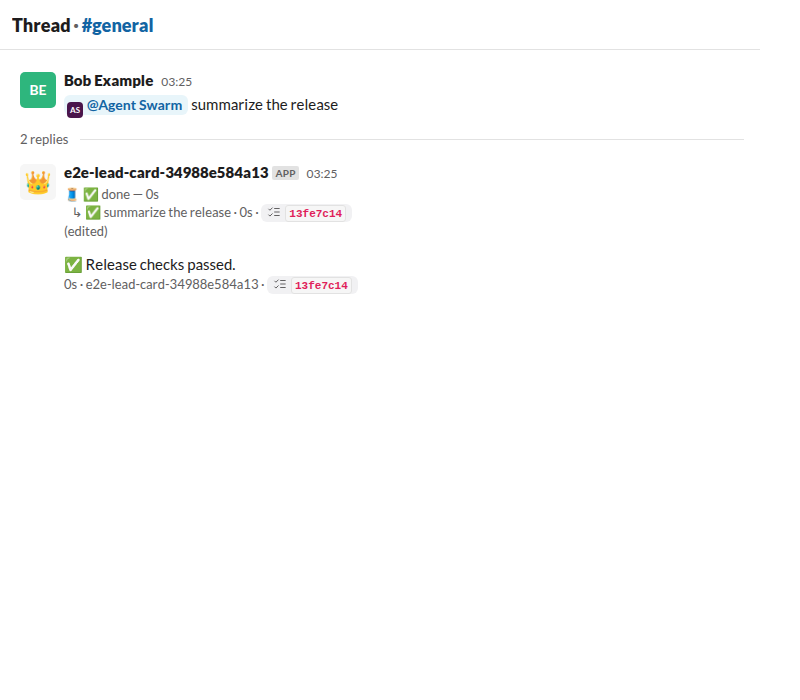 Thread • #general
BE
Bob Example 03:25
AS @Agent Swarm summarize the release
2 replies
e2e-lead-card-34988e584a13 APP 03:25
🧵 ✅ done — 0s
↳ ✅ summarize the release · 0s · 13fe7c14
(edited)
✅ Release checks passed.
0s · e2e-lead-card-34988e584a13 · 13fe7c14